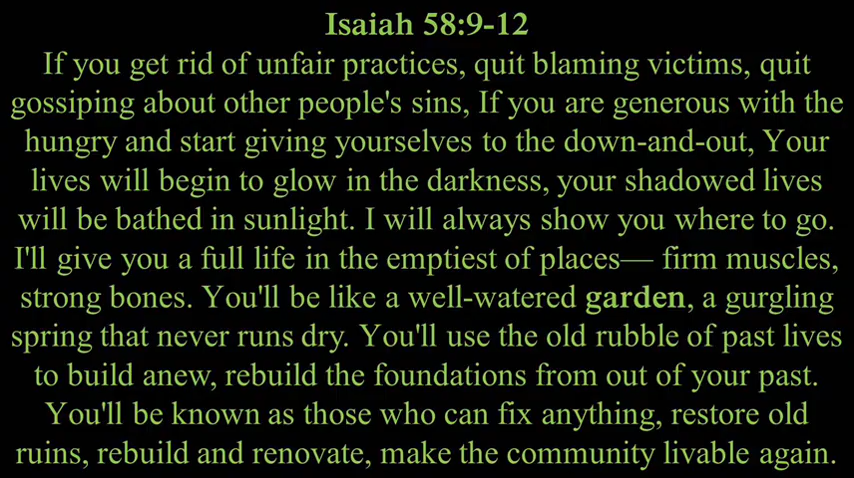 Isaiah 58:9-12
If you get rid of unfair practices, quit blaming victims, quit
gossiping about other people's sins, If you are generous with the
hungry and start giving yourselves to the down-and-out, Your
lives will begin to glow in the darkness, your shadowed lives
will be bathed in sunlight. I will always show you where to go.
I'll give you a full life in the emptiest of places— firm muscles,
strong bones. You'll be like a well-watered garden, a gurgling
spring that never runs dry. You'll use the old rubble of past lives
to build anew, rebuild the foundations from out of your past.
You'll be known as those who can fix anything, restore old
ruins, rebuild and renovate, make the community livable again.